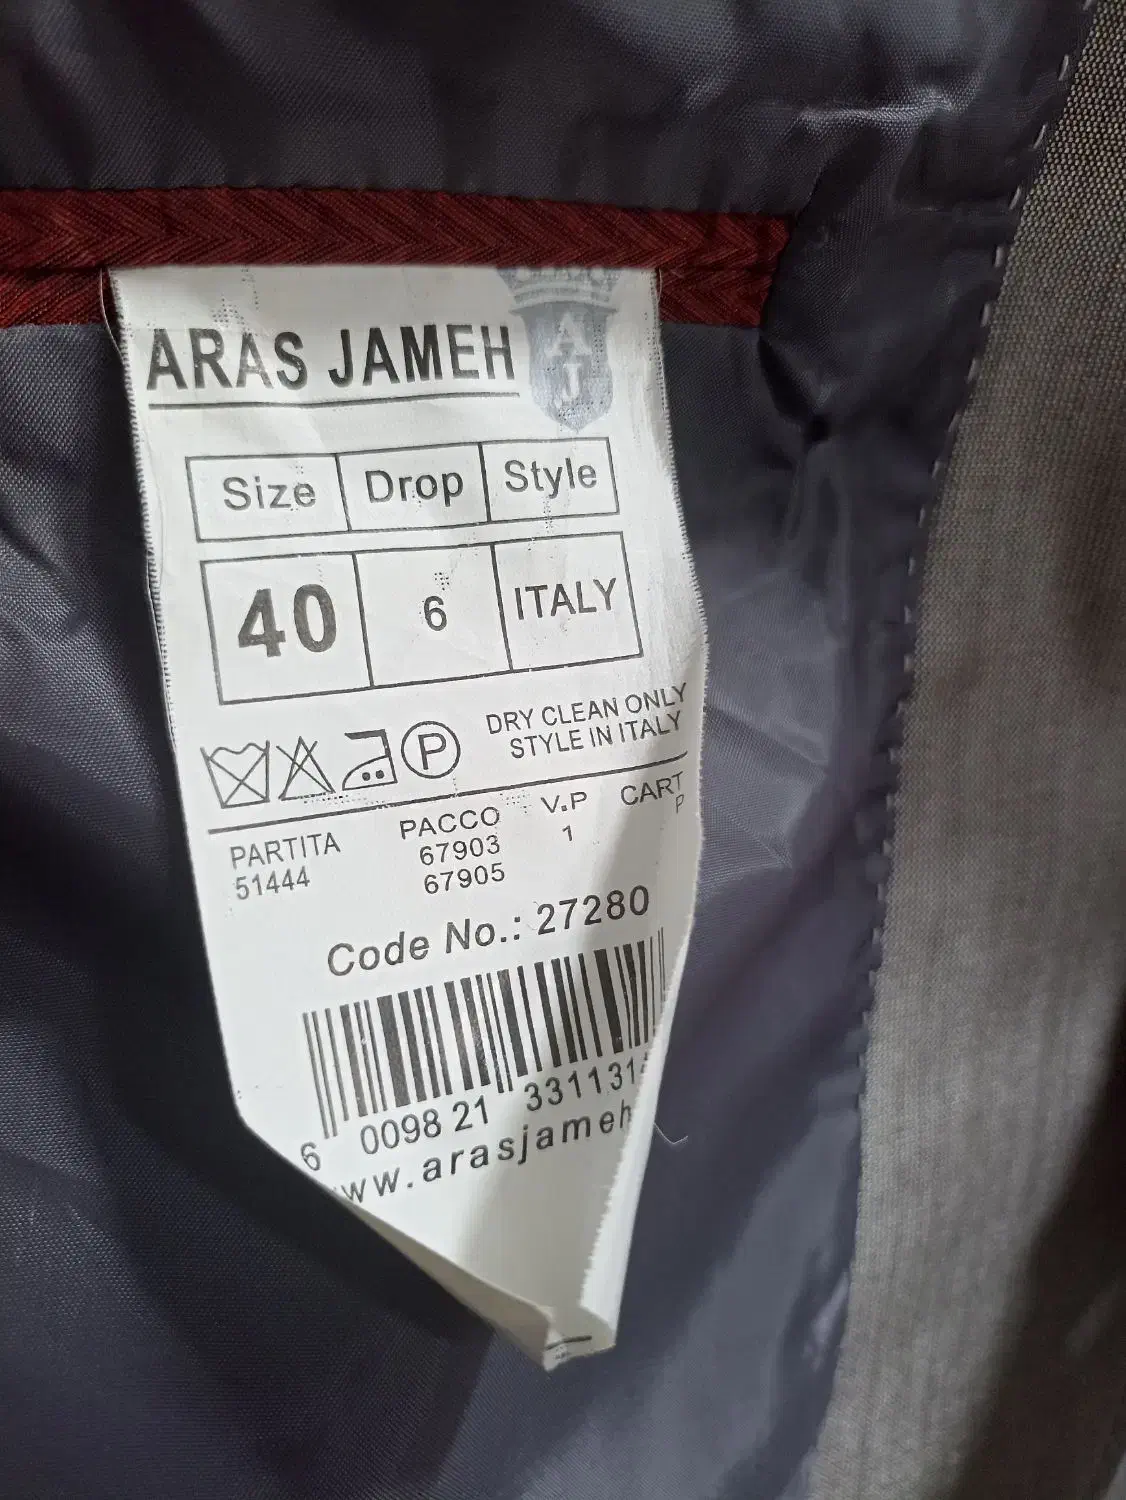 ARAS JAMEH
A
J
Size Drop Style
40 6 ITALY
P
DRY CLEAN ONLY
STYLE IN ITALY
PARTITA PACCO V.P CART
51444 67903 1 P
67905
Code No.: 27280
6 0098 21 331131
ww.arasjameh